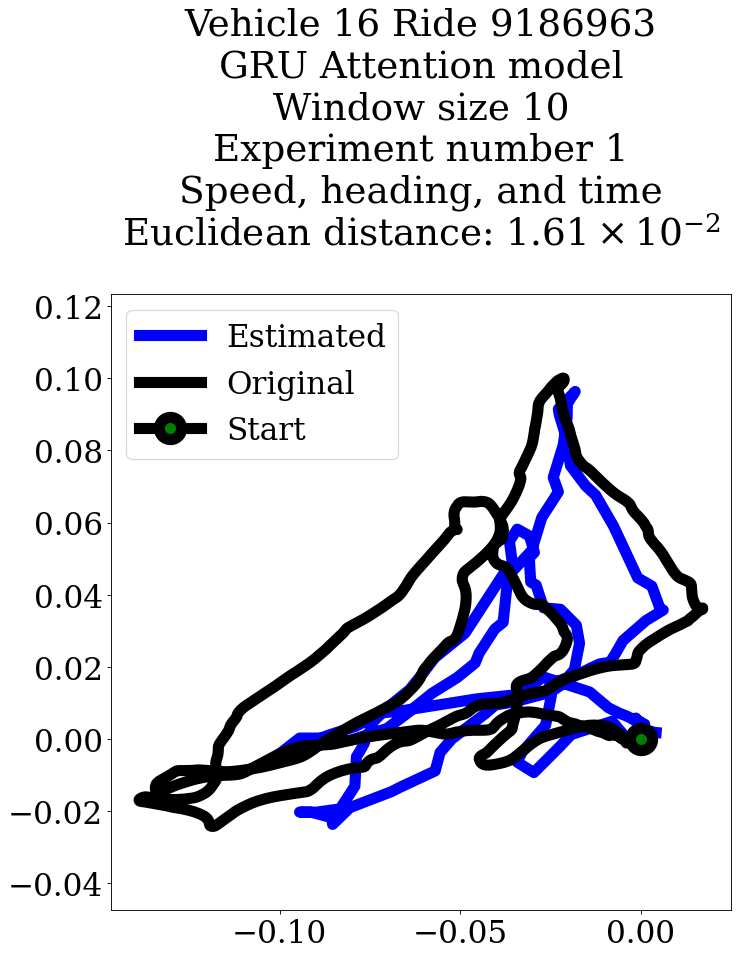 Vehicle 16 Ride 9186963
GRU Attention model
Window size 10
Experiment number 1
Speed, heading, and time
Euclidean distance: 1.61 × 10⁻²
Estimated
Original
Start
0.12
0.10
0.08
0.06
0.04
0.02
0.00
−0.02
−0.04
−0.10
−0.05
0.00